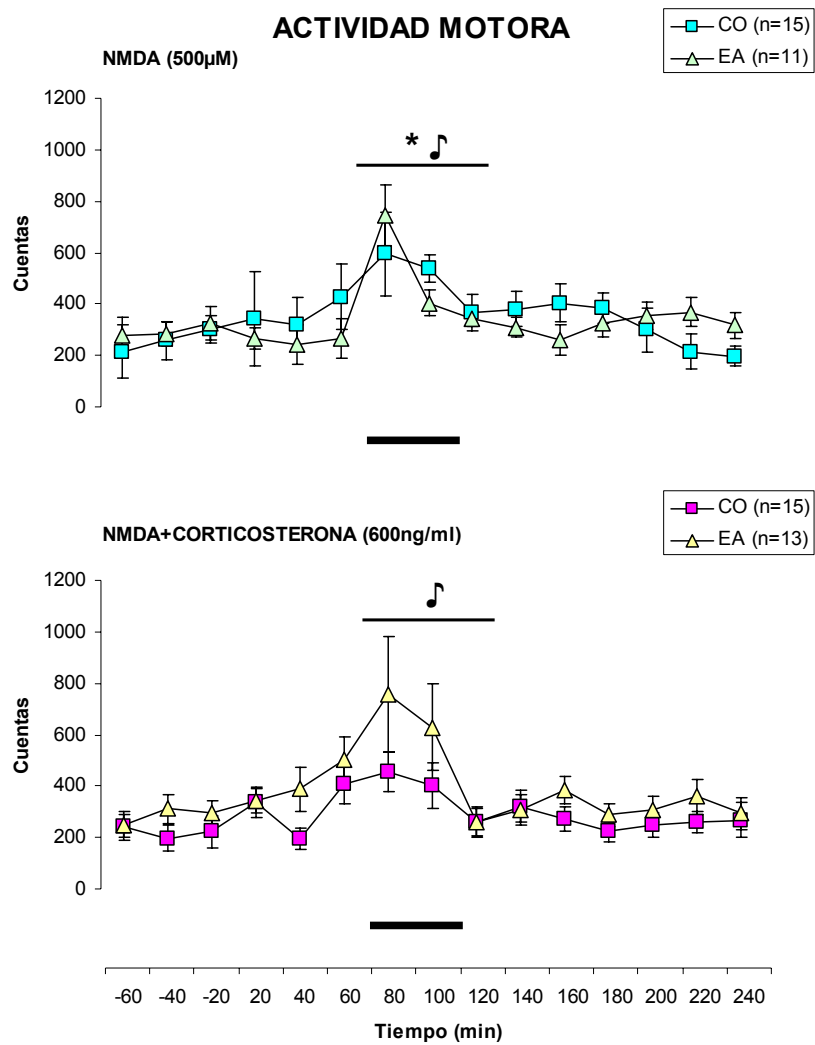 ACTIVIDAD MOTORA
CO (n=15)
EA (n=11)
NMDA (500µM)
1200
1000
800
600
400
200
0
Cuentas
* ♪
CO (n=15)
EA (n=13)
NMDA+CORTICOSTERONA (600ng/ml)
1200
1000
800
600
400
200
0
Cuentas
♪
-60 -40 -20 20 40 60 80 100 120 140 160 180 200 220 240
Tiempo (min)